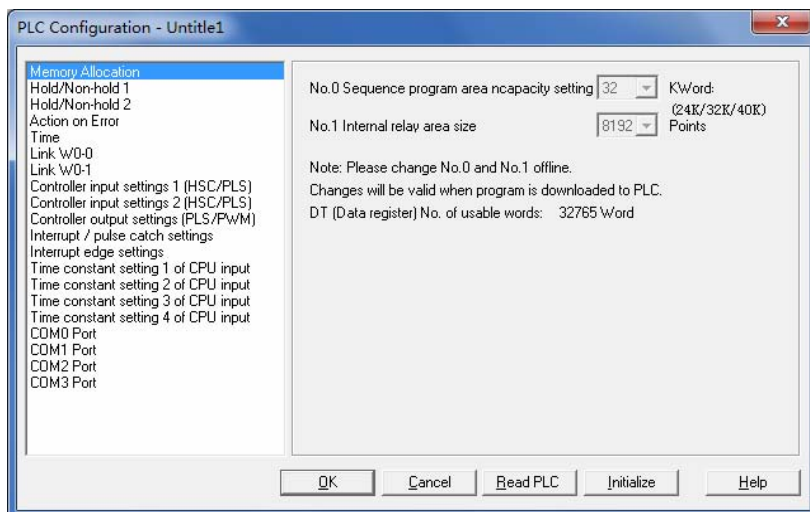 PLC Configuration - Untitle1
Memory Allocation
Hold/Non-hold 1
Hold/Non-hold 2
Action on Error
Time
Link W0-0
Link W0-1
Controller input settings 1 (HSC/PLS)
Controller input settings 2 (HSC/PLS)
Controller output settings (PLS/PWM)
Interrupt / pulse catch settings
Interrupt edge settings
Time constant setting 1 of CPU input
Time constant setting 2 of CPU input
Time constant setting 3 of CPU input
Time constant setting 4 of CPU input
COM0 Port
COM1 Port
COM2 Port
COM3 Port
No.0 Sequence program area ncapacity setting 32 KWord:
(24K/32K/40K)
No.1 Internal relay area size 8192 Points
Note: Please change No.0 and No.1 offline.
Changes will be valid when program is downloaded to PLC.
DT (Data register) No. of usable words: 32765 Word
OK Cancel Read PLC Initialize Help